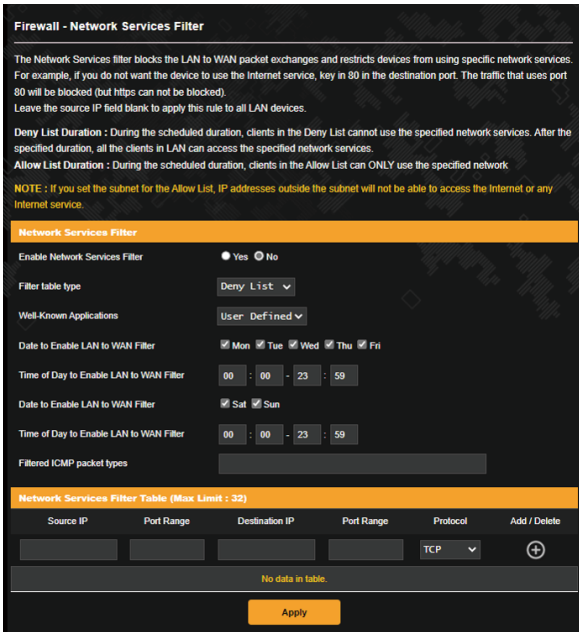 Firewall - Network Services Filter
The Network Services filter blocks the LAN to WAN packet exchanges and restricts devices from using specific network services.
For example, if you do not want the device to use the Internet service, key in 80 in the destination port. The traffic that uses port
80 will be blocked (but https can not be blocked).
Leave the source IP field blank to apply this rule to all LAN devices.
Deny List Duration : During the scheduled duration, clients in the Deny List cannot use the specified network services. After the
specified duration, all the clients in LAN can access the specified network services.
Allow List Duration : During the scheduled duration, clients in the Allow List can ONLY use the specified network
NOTE : If you set the subnet for the Allow List, IP addresses outside the subnet will not be able to access the Internet or any
Internet service.
Network Services Filter
Enable Network Services Filter Yes No
Filter table type Deny List
Well-Known Applications User Defined
Date to Enable LAN to WAN Filter Mon Tue Wed Thu Fri
Time of Day to Enable LAN to WAN Filter 00 : 00 - 23 : 59
Date to Enable LAN to WAN Filter Sat Sun
Time of Day to Enable LAN to WAN Filter 00 : 00 - 23 : 59
Filtered ICMP packet types
Network Services Filter Table (Max Limit : 32)
Source IP Port Range Destination IP Port Range Protocol Add / Delete
TCP
No data in table.
Apply